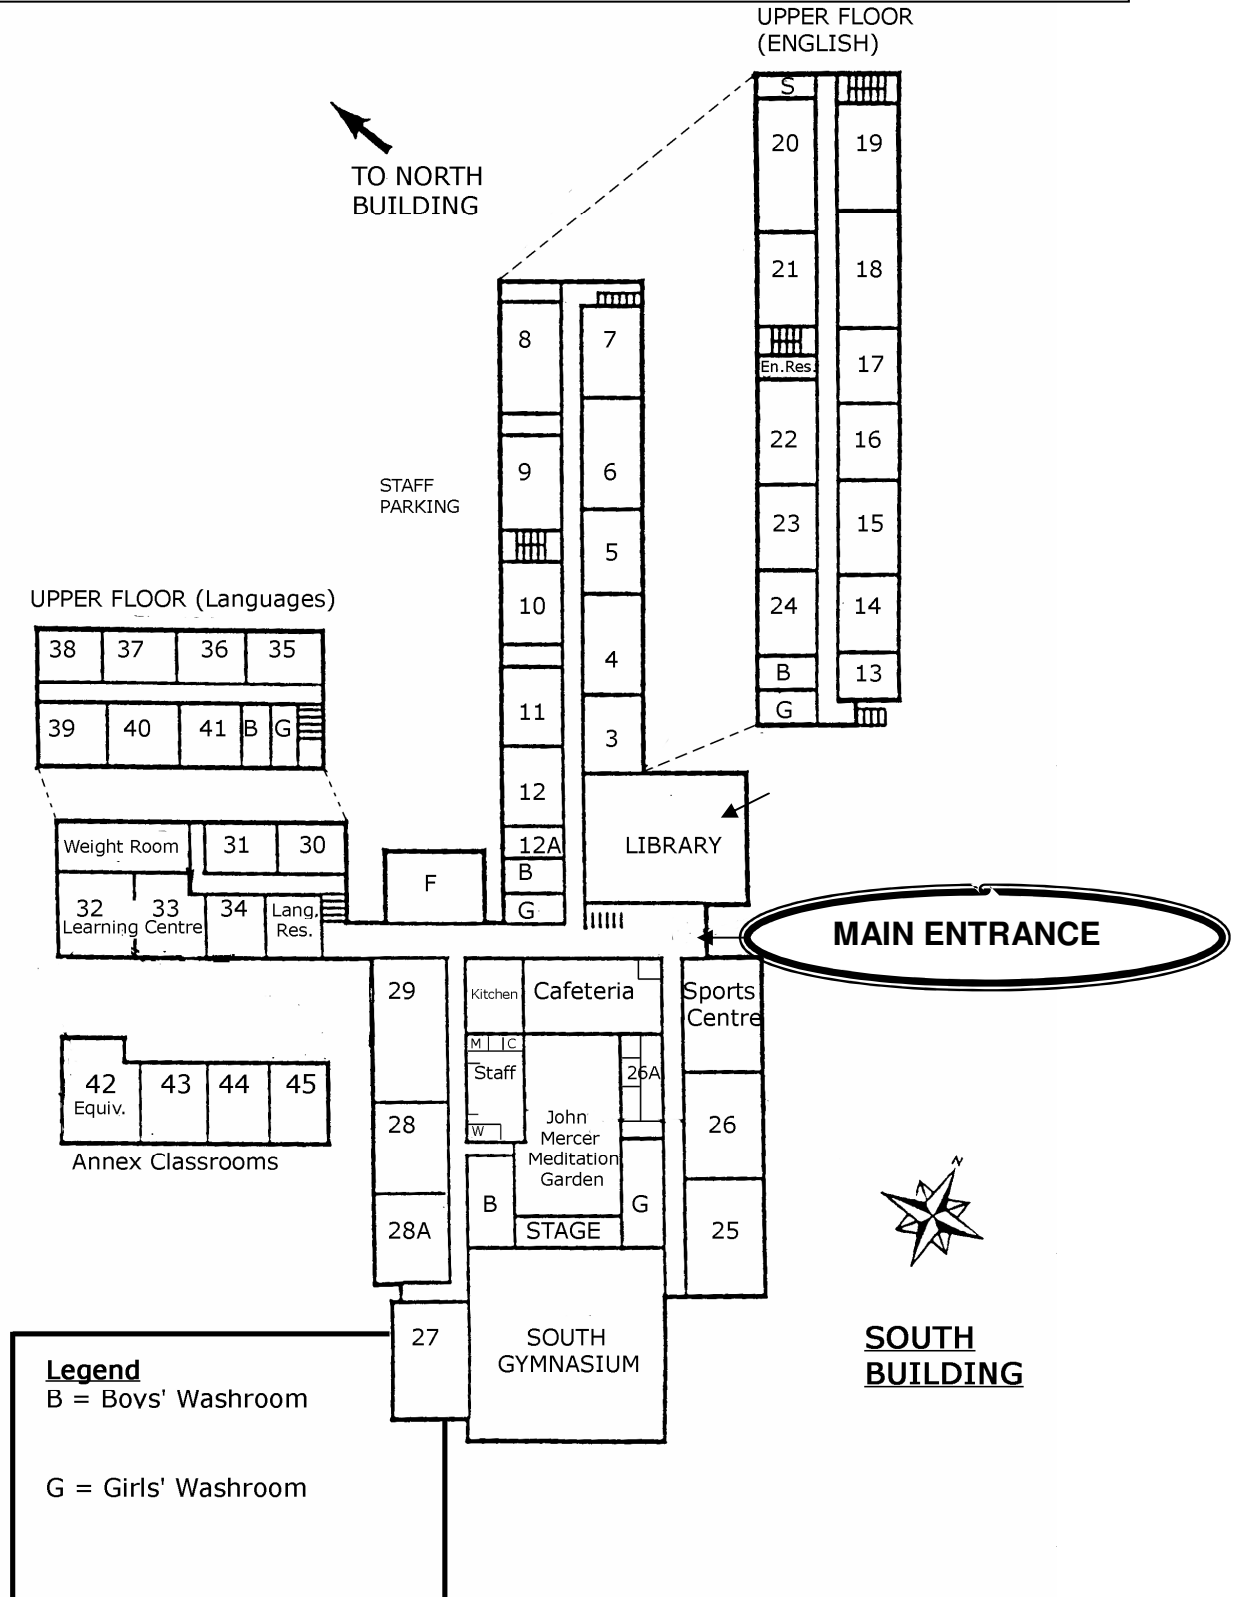 UPPER FLOOR
(ENGLISH)
S
20
19
TO NORTH
BUILDING
21
18
8
7
En.Res.
17
22
16
9
6
STAFF
PARKING
23
15
5
24
14
10
UPPER FLOOR (Languages)
38
37
36
35
4
B
13
G
39
40
41
B
G
11
3
12
Weight Room
31
30
12A
LIBRARY
F
B
G
32
33
34
Lang.
Res.
Learning Centre
MAIN ENTRANCE
29
Kitchen
Cafeteria
Sports
Centre
M
C
Staff
26A
42
Equiv.
43
44
45
28
W
John
Mercer
Meditation
Garden
26
Annex Classrooms
N
28A
B
G
STAGE
25
27
SOUTH
GYMNASIUM
SOUTH
BUILDING
Legend
B = Boys' Washroom
G = Girls' Washroom